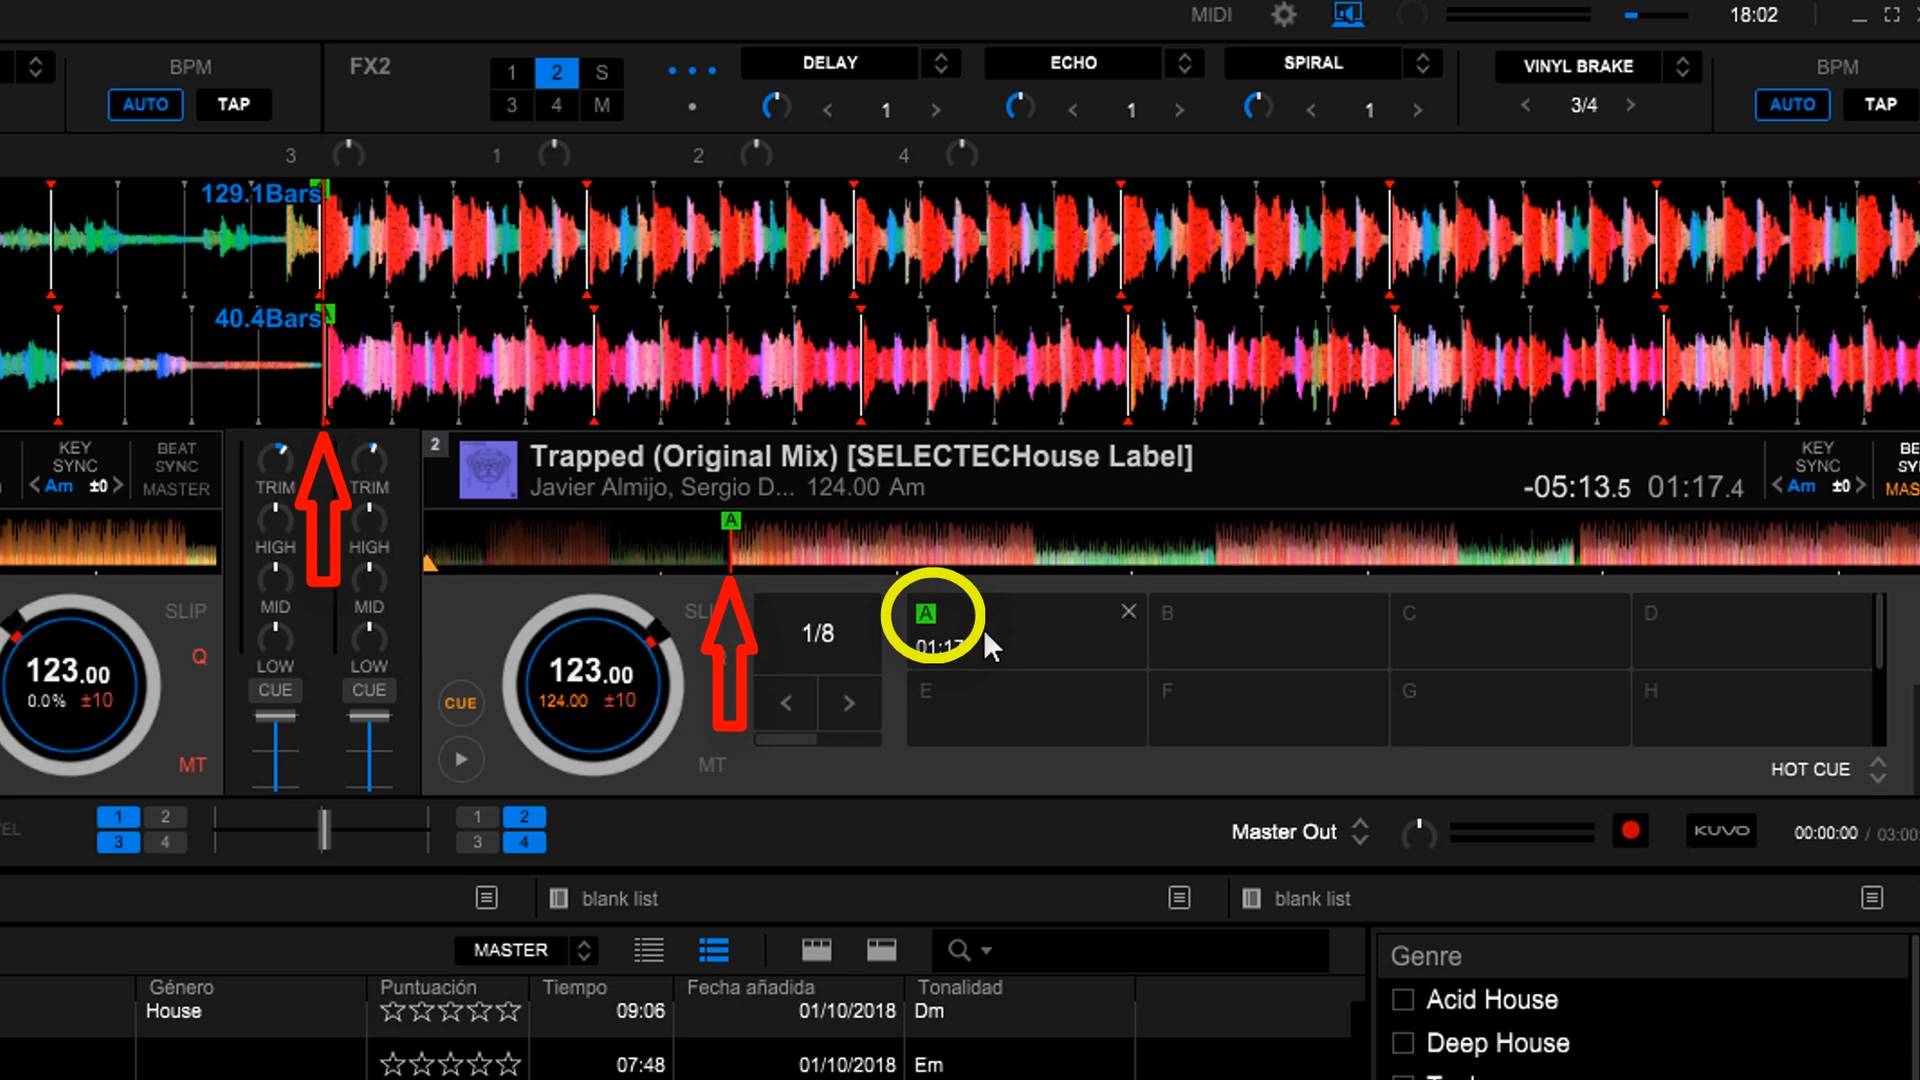 MIDI 18:02
BPM FX2 1 2 S DELAY ECHO SPIRAL VINYL BRAKE BPM
AUTO TAP 3 4 M < 1 > < 1 > < 1 > < 3/4 > AUTO TAP
3 1 2 4
129.1Bars
40.4Bars A
KEY SYNC BEAT SYNC
< Am ±0 > MASTER
TRIM TRIM
HIGH HIGH
MID MID
LOW LOW
CUE CUE
2 Trapped (Original Mix) [SELECTECHouse Label]
Javier Almijo, Sergio D... 124.00 Am
-05:13.5 01:17.4
KEY SYNC
< Am ±0 >
A
SLIP
Q
123.00
0.0% ±10
MT
CUE
123.00
124.00 ±10
MT
1/8
< >
A B C D
01:17
E F G H
HOT CUE
1 2 1 2
3 4 3 4
Master Out KUVO 00:00:00
blank list blank list
MASTER
Genre
Género Puntuación Tiempo Fecha añadida Tonalidad
House 09:06 01/10/2018 Dm
07:48 01/10/2018 Em
Acid House
Deep House